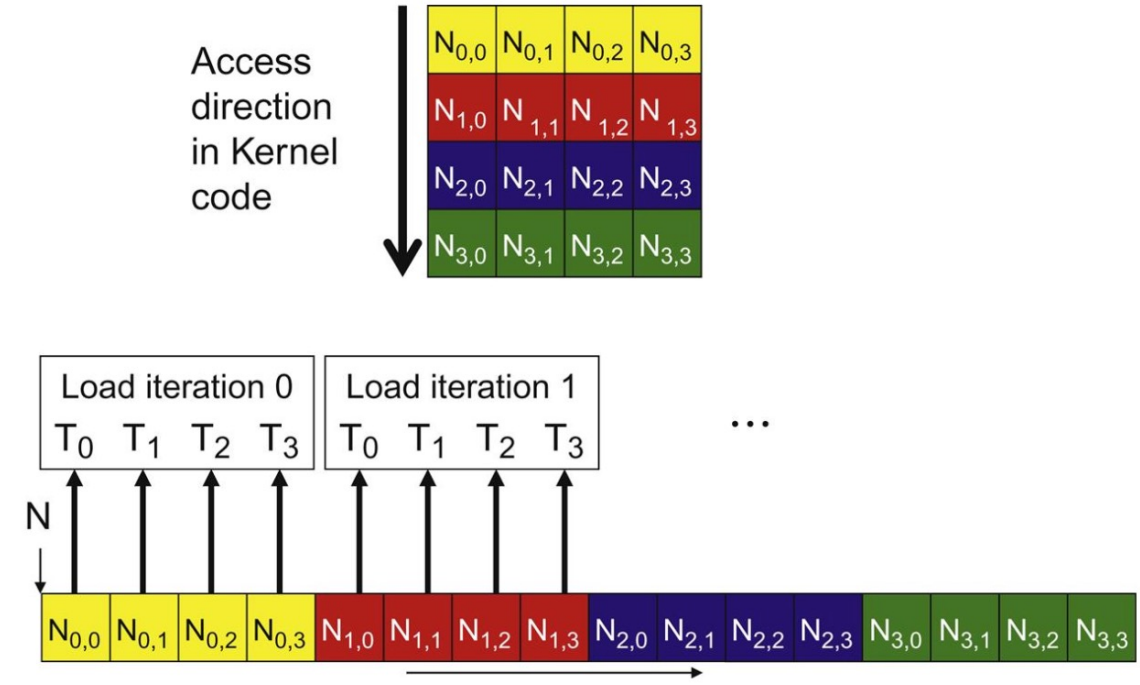 Access
direction
in Kernel
code
N0,0 N0,1 N0,2 N0,3
N1,0 N1,1 N1,2 N1,3
N2,0 N2,1 N2,2 N2,3
N3,0 N3,1 N3,2 N3,3
Load iteration 0
T0 T1 T2 T3
Load iteration 1
T0 T1 T2 T3
...
N
N0,0 N0,1 N0,2 N0,3 N1,0 N1,1 N1,2 N1,3 N2,0 N2,1 N2,2 N2,3 N3,0 N3,1 N3,2 N3,3